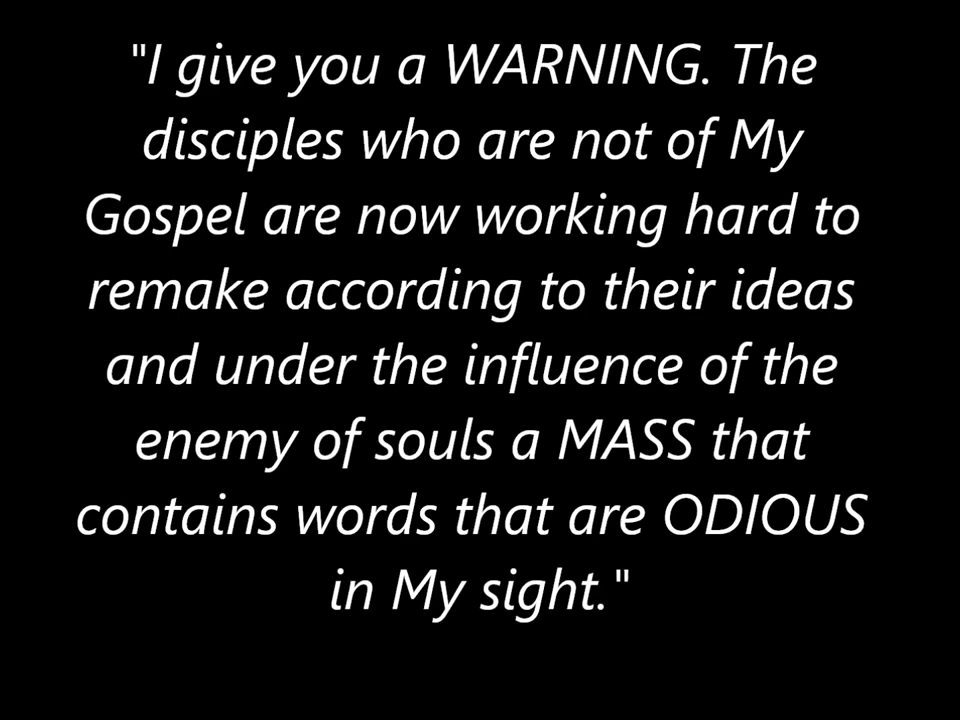 "I give you a WARNING. The
disciples who are not of My
Gospel are now working hard to
remake according to their ideas
and under the influence of the
enemy of souls a MASS that
contains words that are ODIOUS
in My sight."